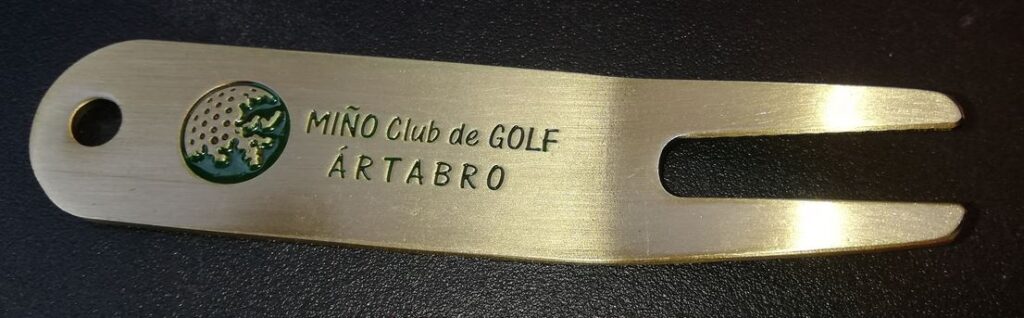 MIÑO Club de GOLF
ÁRTABRO